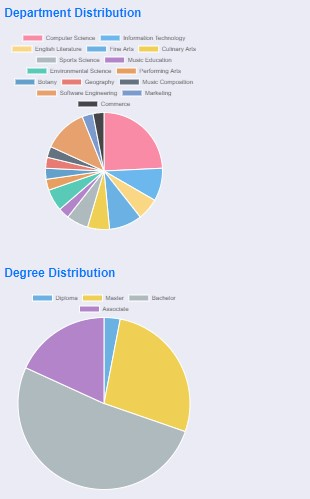 Department Distribution
Computer Science Information Technology
English Literature Fine Arts Culinary Arts
Sports Science Music Education
Environmental Science Performing Arts
Botany Geography Music Composition
Software Engineering Marketing
Commerce
Degree Distribution
Diploma Master Bachelor
Associate